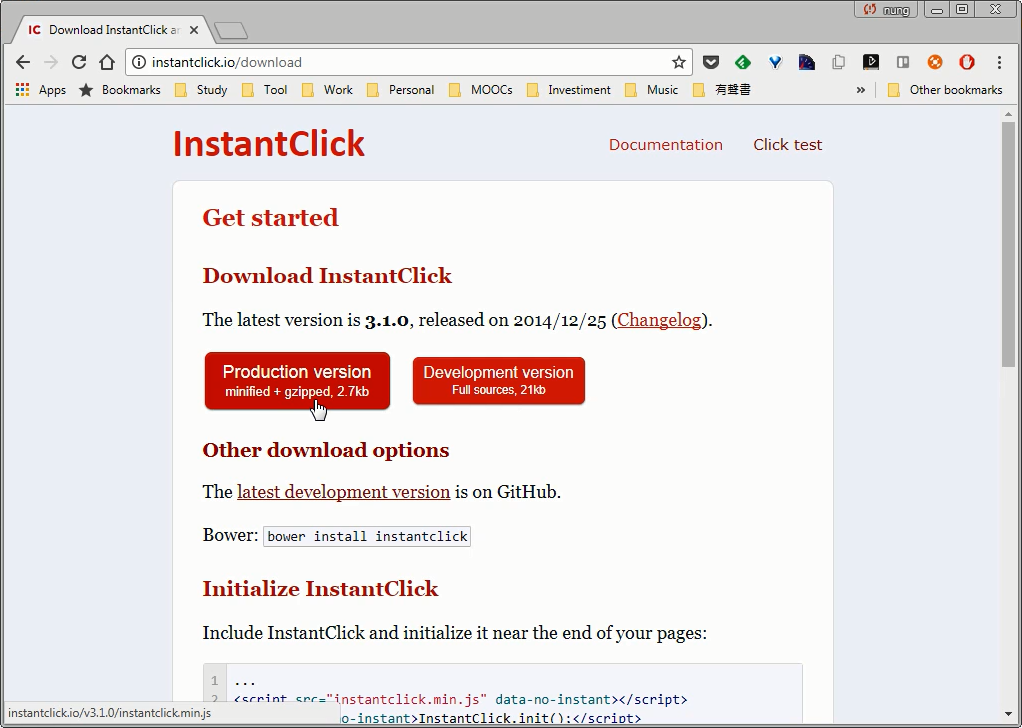 nung
IC Download InstantClick an
instantclick.io/download
Apps Bookmarks Study Tool Work Personal MOOCs Investiment Music 有聲書 » Other bookmarks
InstantClick
Documentation Click test
Get started
Download InstantClick
The latest version is 3.1.0, released on 2014/12/25 (Changelog).
Production version
minified + gzipped, 2.7kb
Development version
Full sources, 21kb
Other download options
The latest development version is on GitHub.
Bower: bower install instantclick
Initialize InstantClick
Include InstantClick and initialize it near the end of your pages:
1 ...
2 <script src="instantclick.min.js" data-no-instant></script>
no-instant>InstantClick.init();</script>
instantclick.io/v3.1.0/instantclick.min.js